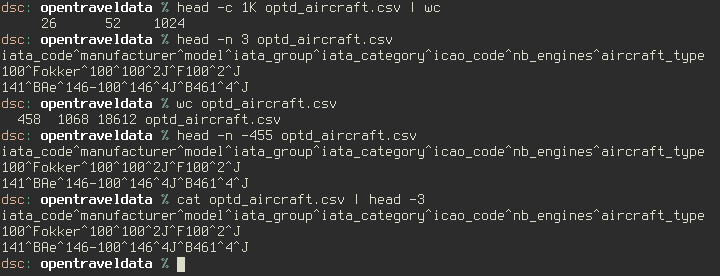 dsc: opentraveldata % head -c 1K optd_aircraft.csv | wc
     26      52    1024
dsc: opentraveldata % head -n 3 optd_aircraft.csv
iata_code^manufacturer^model^iata_group^iata_category^icao_code^nb_engines^aircraft_type
100^Fokker^100^100^2J^F100^2^J
141^BAe^146-100^146^4J^B461^4^J
dsc: opentraveldata % wc optd_aircraft.csv
  458  1068 18612 optd_aircraft.csv
dsc: opentraveldata % head -n -455 optd_aircraft.csv
iata_code^manufacturer^model^iata_group^iata_category^icao_code^nb_engines^aircraft_type
100^Fokker^100^100^2J^F100^2^J
141^BAe^146-100^146^4J^B461^4^J
dsc: opentraveldata % cat optd_aircraft.csv | head -3
iata_code^manufacturer^model^iata_group^iata_category^icao_code^nb_engines^aircraft_type
100^Fokker^100^100^2J^F100^2^J
141^BAe^146-100^146^4J^B461^4^J
dsc: opentraveldata %